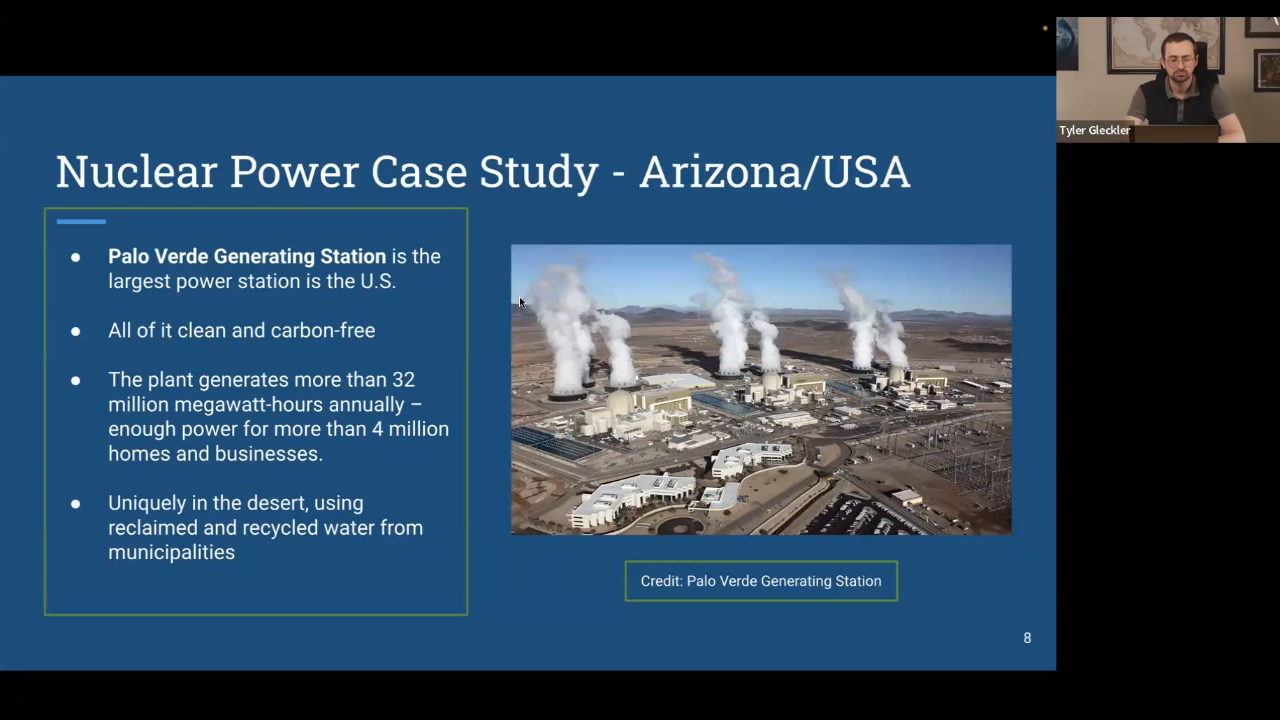 Tyler Gleckler
Nuclear Power Case Study - Arizona/USA
● Palo Verde Generating Station is the
largest power station is the U.S.
● All of it clean and carbon-free
● The plant generates more than 32
million megawatt-hours annually –
enough power for more than 4 million
homes and businesses.
● Uniquely in the desert, using
reclaimed and recycled water from
municipalities
Credit: Palo Verde Generating Station
8